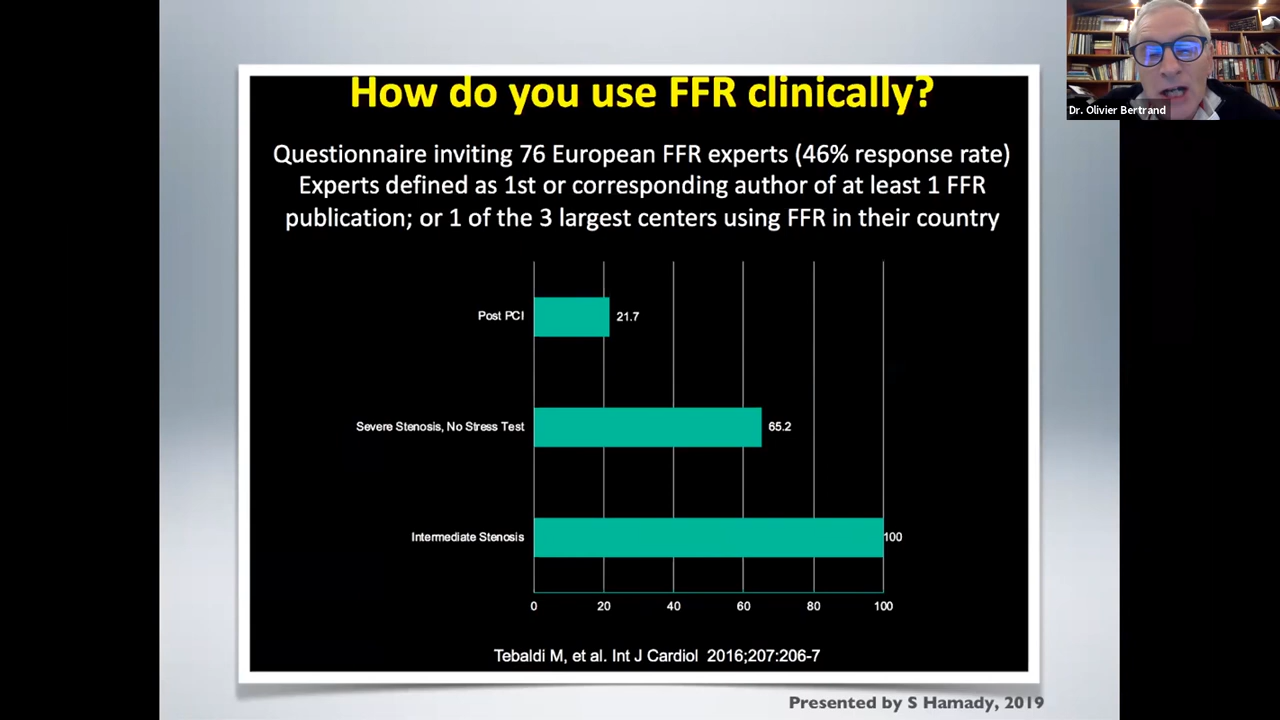 How do you use FFR clinically?
Dr. Olivier Bertrand
Questionnaire inviting 76 European FFR experts (46% response rate)
Experts defined as 1st or corresponding author of at least 1 FFR
publication; or 1 of the 3 largest centers using FFR in their country
Post PCI
21.7
Severe Stenosis, No Stress Test
65.2
Intermediate Stenosis
100
0 20 40 60 80 100
Tebaldi M, et al. Int J Cardiol 2016;207:206-7
Presented by S Hamady, 2019